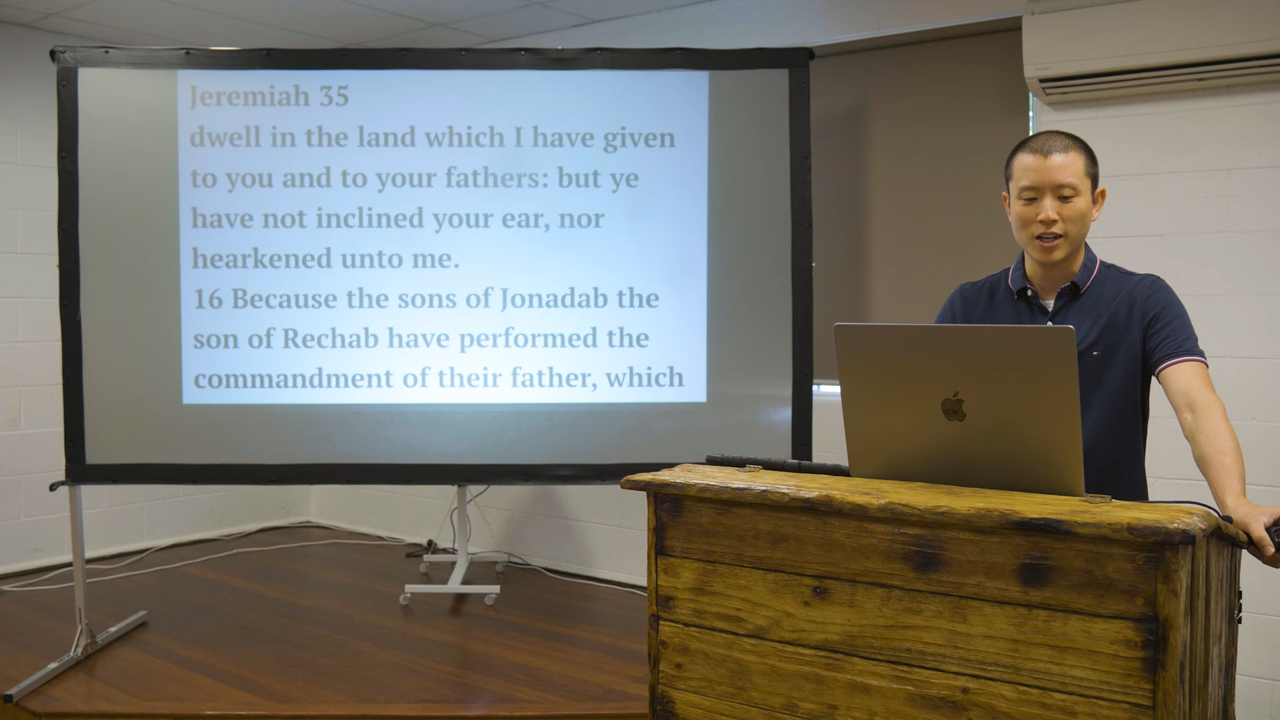 Jeremiah 35
dwell in the land which I have given
to you and to your fathers: but ye
have not inclined your ear, nor
hearkened unto me.
16 Because the sons of Jonadab the
son of Rechab have performed the
commandment of their father, which